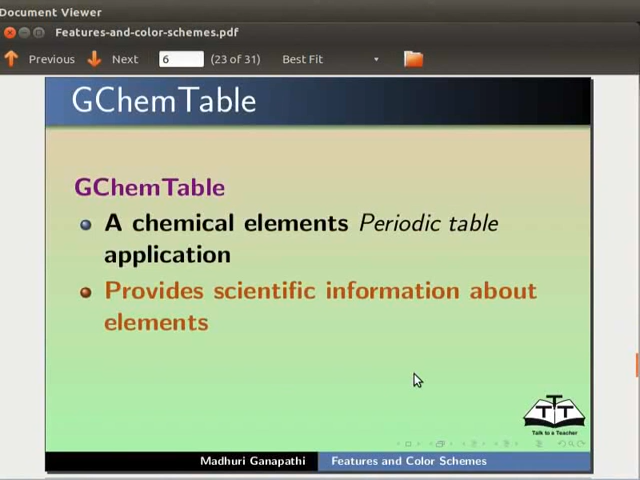 Document Viewer
Features-and-color-schemes.pdf
Previous Next 6 (23 of 31) Best Fit
GChemTable
GChemTable
A chemical elements Periodic table
application
Provides scientific information about
elements
T T T
Talk to a Teacher
Madhuri Ganapathi Features and Color Schemes